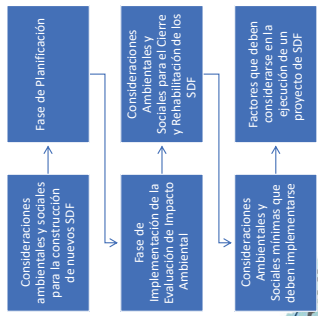 Consideraciones
ambientales y sociales
para la construcción
de nuevos SDF
Fase de Planificación
Fase de
Implementación de la
Evaluación de Impacto
Ambiental
Consideraciones
Ambientales y
Sociales para el Cierre
y Rehabilitación de los
SDF
Consideraciones
Ambientales y
Sociales mínimas que
deben implementarse
Factores que deben
considerarse en la
ejecución de un
proyecto de SDF